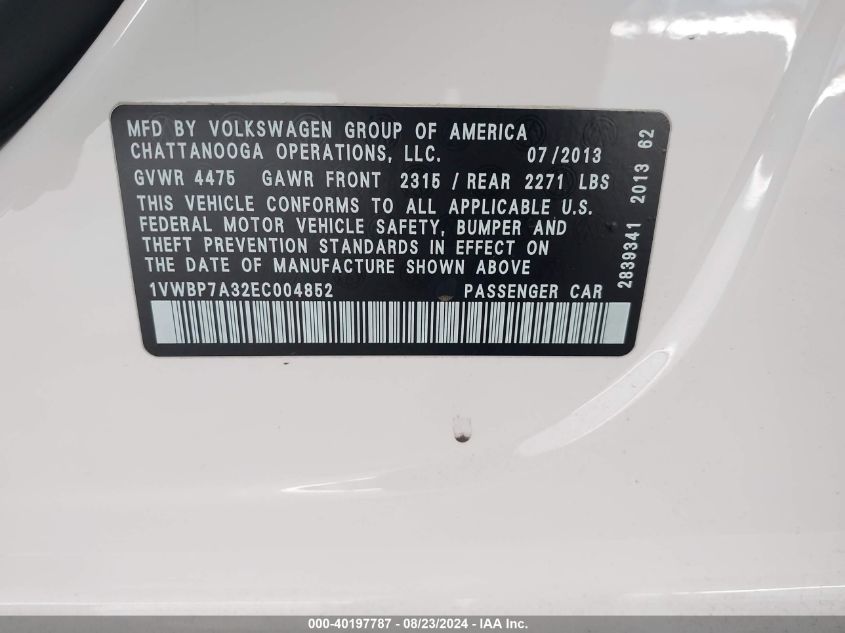 MFD BY VOLKSWAGEN GROUP OF AMERICA
CHATTANOOGA OPERATIONS, LLC. 07/2013
GVWR 4475 GAWR FRONT 2315 / REAR 2271 LBS
THIS VEHICLE CONFORMS TO ALL APPLICABLE U.S.
FEDERAL MOTOR VEHICLE SAFETY, BUMPER AND
THEFT PREVENTION STANDARDS IN EFFECT ON
THE DATE OF MANUFACTURE SHOWN ABOVE
1VWBP7A32EC004852 PASSENGER CAR
2839341 2013 62
000-40197787 - 08/23/2024 - IAA Inc.